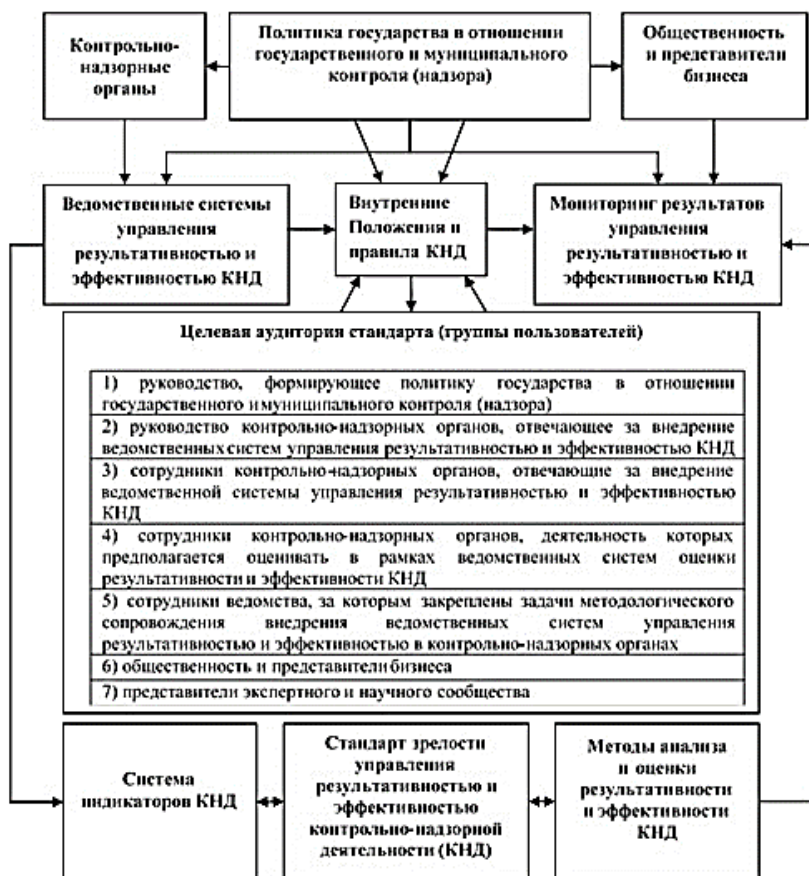 Контрольно-
надзорные
органы
Политика государства в отношении
государственного и муниципального
контроля (надзора)
Общественность
и представители
бизнеса
Ведомственные системы
управления
результативностью и
эффективностью КНД
Внутренние
Положения и
правила КНД
Мониторинг результатов
управления
результативностью и
эффективностью КНД
Целевая аудитория стандарта (группы пользователей)
1) руководство, формирующее политику государства в отношении
государственного и муниципального контроля (надзора)
2) руководство контрольно-надзорных органов, отвечающее за внедрение
ведомственных систем управления результативностью и эффективностью КНД
3) сотрудники контрольно-надзорных органов, отвечающие за внедрение
ведомственной системы управления результативностью и эффективностью
КНД
4) сотрудники контрольно-надзорных органов, деятельность которых
предполагается оценивать в рамках ведомственных систем оценки
результативности и эффективности КНД
5) сотрудники ведомства, за которым закреплены задачи методологического
сопровождения внедрения ведомственных систем управления
результативностью и эффективностью в контрольно-надзорных органах
6) общественность и представители бизнеса
7) представители экспертного и научного сообщества
Система
индикаторов КНД
Стандарт зрелости
управления
результативностью и
эффективностью
контрольно-надзорной
деятельности (КНД)
Методы анализа
и оценки
результативности
и эффективности
КНД